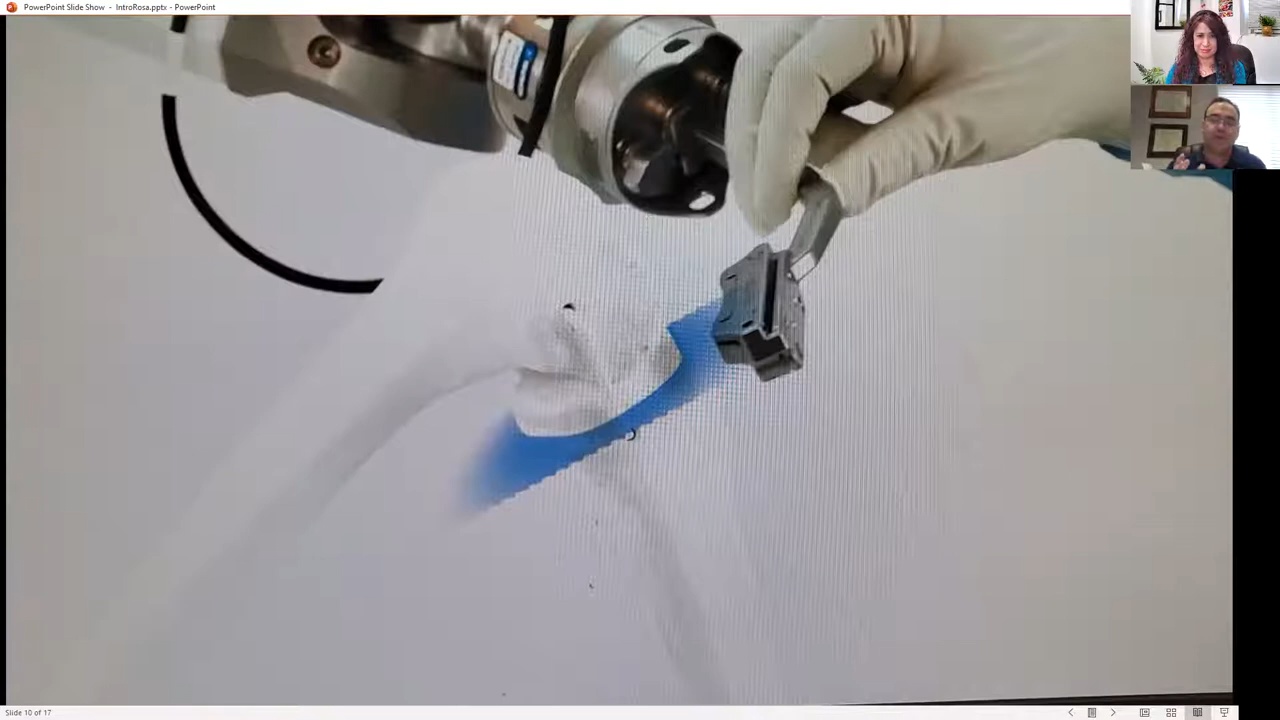 PowerPoint Slide Show - IntroRosa.pptx - PowerPoint
Slide 10 of 17